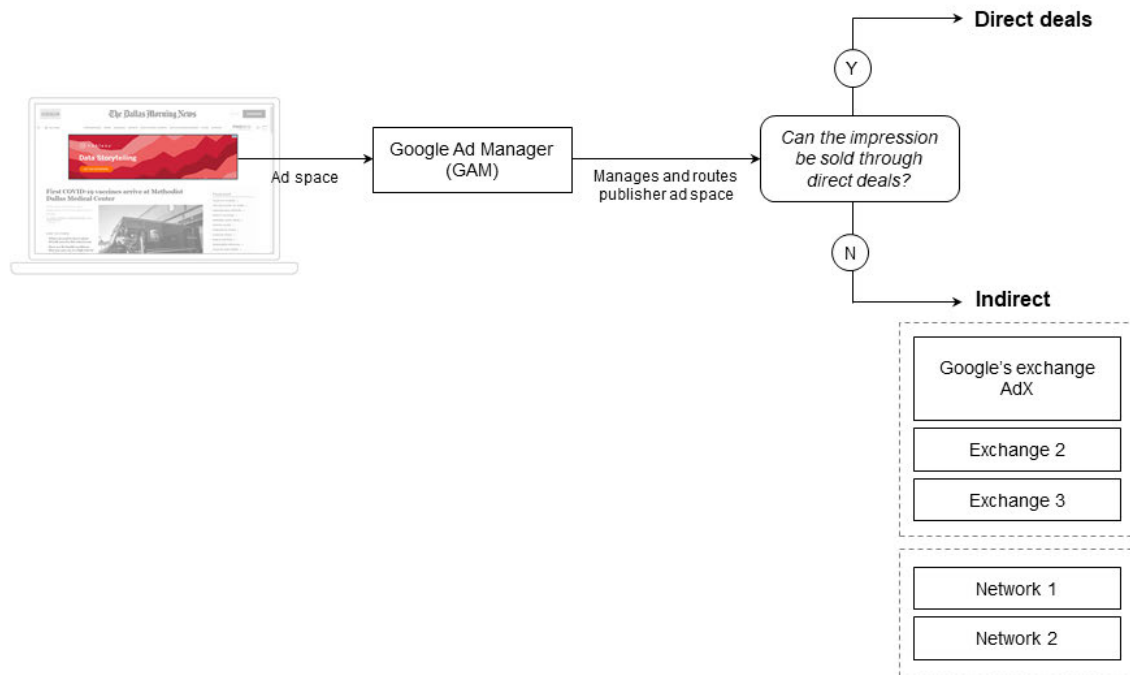 Direct deals
Y
The Dallas Morning News
Data Storytelling
First COVID-19 vaccines arrive at Methodist
Dallas Medical Center
Ad space
Google Ad Manager
(GAM)
Manages and routes
publisher ad space
Can the impression
be sold through
direct deals?
N
Indirect
Google’s exchange
AdX
Exchange 2
Exchange 3
Network 1
Network 2